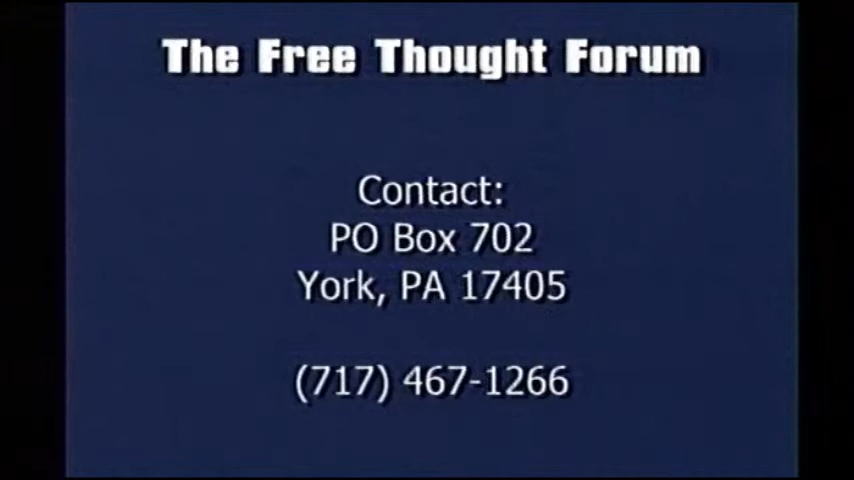 The Free Thought Forum
Contact:
PO Box 702
York, PA 17405
(717) 467-1266